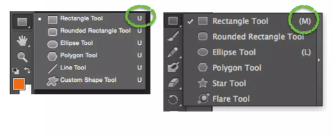 Rectangle Tool U
Rounded Rectangle Tool U
Ellipse Tool U
Polygon Tool U
Line Tool U
Custom Shape Tool U
Rectangle Tool (M)
Rounded Rectangle Tool
Ellipse Tool (L)
Polygon Tool
Star Tool
Flare Tool